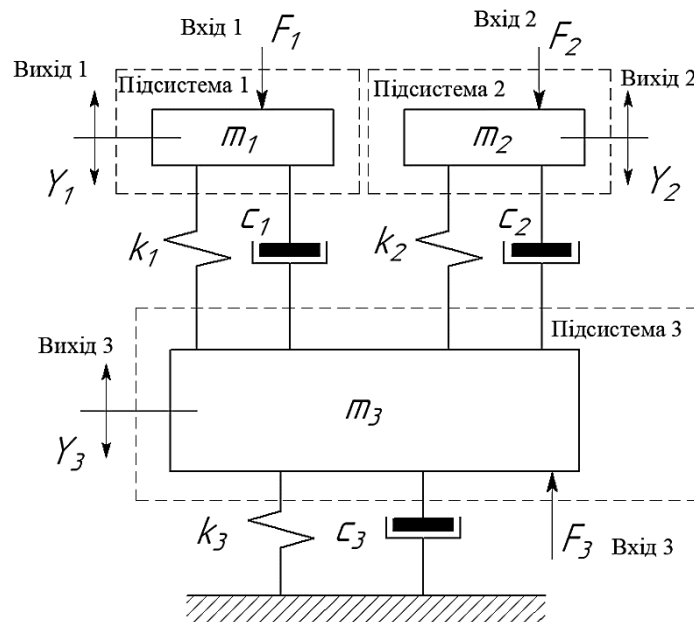 Вхід 1
F1
Вхід 2
F2
Вихід 1
Підсистема 1
Підсистема 2
Вихід 2
m1
m2
Y1
Y2
c1
c2
k1
k2
Підсистема 3
Вихід 3
m3
Y3
k3
c3
F3
Вхід 3